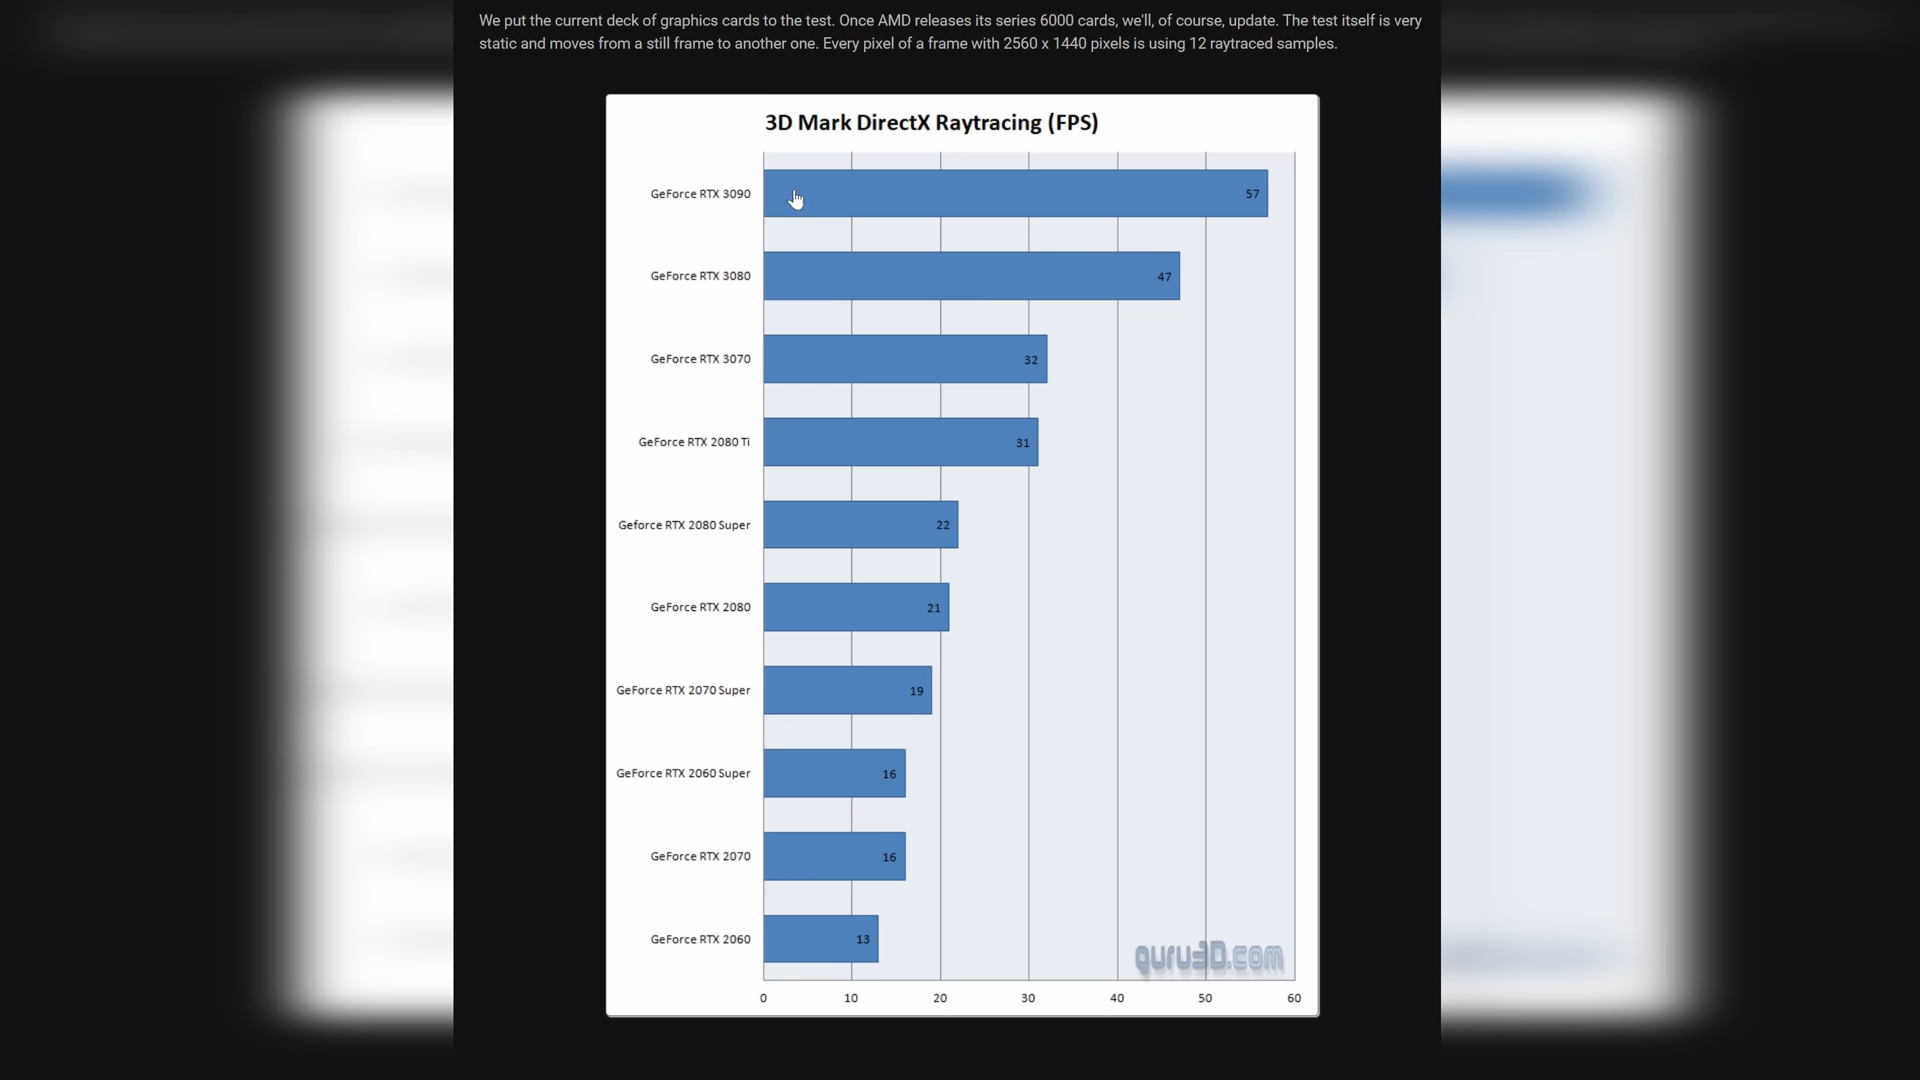 We put the current deck of graphics cards to the test. Once AMD releases its series 6000 cards, we'll, of course, update. The test itself is very
static and moves from a still frame to another one. Every pixel of a frame with 2560 x 1440 pixels is using 12 raytraced samples.
3D Mark DirectX Raytracing (FPS)
GeForce RTX 3090 57
GeForce RTX 3080 47
GeForce RTX 3070 32
GeForce RTX 2080 Ti 31
Geforce RTX 2080 Super 22
GeForce RTX 2080 21
GeForce RTX 2070 Super 19
GeForce RTX 2060 Super 16
GeForce RTX 2070 16
GeForce RTX 2060 13
guru3D.com
0 10 20 30 40 50 60